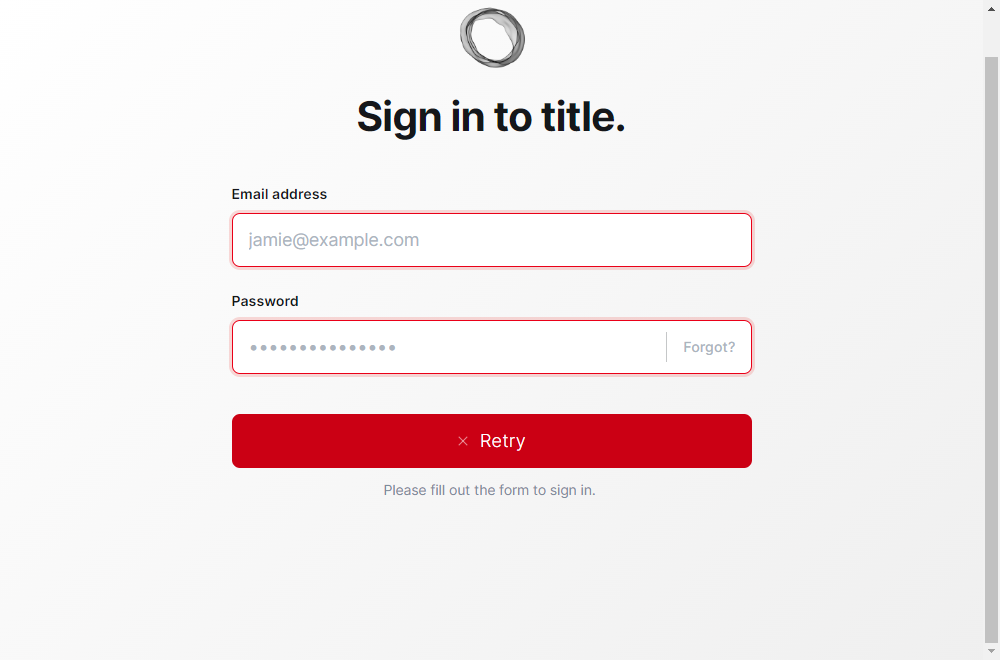 Sign in to title.
Email address
jamie@example.com
Password
•••••••••••••••
Forgot?
× Retry
Please fill out the form to sign in.